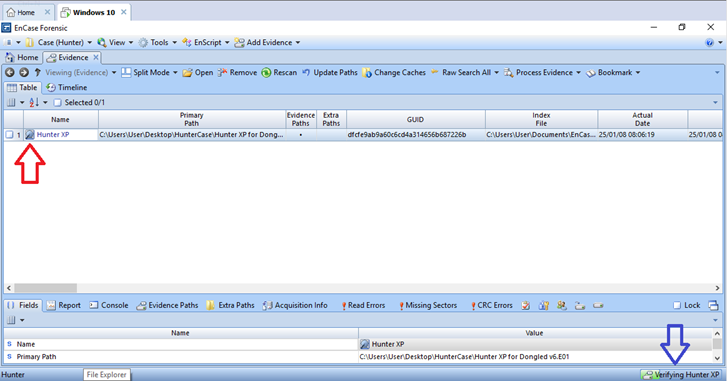 Home Windows 10
EnCase Forensic
Case (Hunter) View Tools EnScript Add Evidence
Home Evidence
Viewing (Evidence) Split Mode Open Remove Rescan Update Paths Change Caches Raw Search All Process Evidence Bookmark
Table Timeline
Selected 0/1
Name Primary Path Evidence Paths Extra Paths GUID Index File Actual Date
1 Hunter XP C:\Users\User\Desktop\HunterCase\Hunter XP for Dongl... • dfcfe9ab9a60c6cd4a314656b687226b C:\Users\User\Documents\EnCas... 25/01/08 08:06:19 25/01/08 0
Fields Report Console Evidence Paths Extra Paths Acquisition Info Read Errors Missing Sectors CRC Errors Lock
Name Value
S Name Hunter XP
S Primary Path C:\Users\User\Desktop\HunterCase\Hunter XP for Dongled v6.E01
Hunter File Explorer Verifying Hunter XP